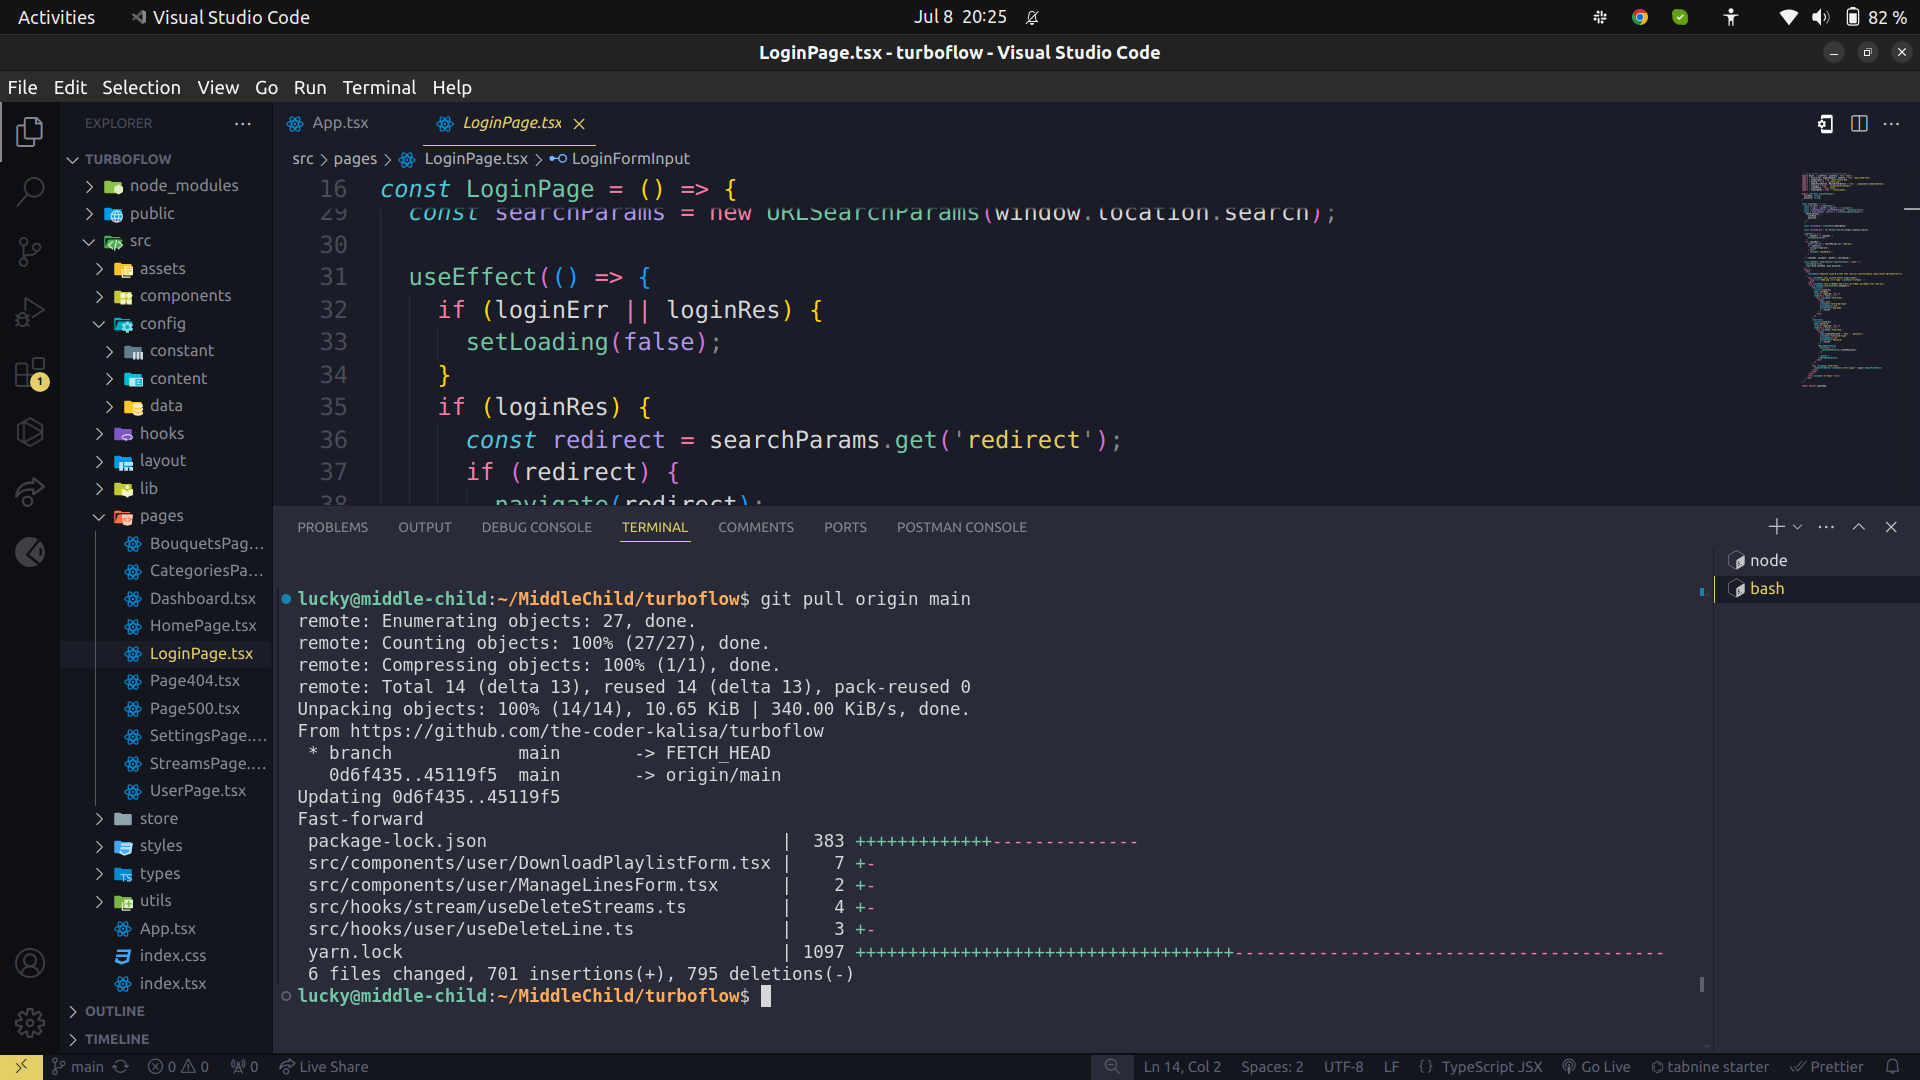 Activities
Visual Studio Code
Jul 8 20:25
82 %
LoginPage.tsx - turboflow - Visual Studio Code
File Edit Selection View Go Run Terminal Help
EXPLORER
TURBOFLOW
node_modules
public
src
assets
components
config
constant
content
data
hooks
layout
lib
pages
BouquetsPag...
CategoriesPa...
Dashboard.tsx
HomePage.tsx
LoginPage.tsx
Page404.tsx
Page500.tsx
SettingsPage....
StreamsPage....
UserPage.tsx
store
styles
types
utils
App.tsx
index.css
index.tsx
OUTLINE
TIMELINE
1
App.tsx
LoginPage.tsx
src > pages > LoginPage.tsx > LoginFormInput
16 const LoginPage = () => {
29 const searchParams = new URLSearchParams(window.location.search);
30
31 useEffect(() => {
32 if (loginErr || loginRes) {
33 setLoading(false);
34 }
35 if (loginRes) {
36 const redirect = searchParams.get('redirect');
37 if (redirect) {
38 navigate(redirect);
PROBLEMS OUTPUT DEBUG CONSOLE TERMINAL COMMENTS PORTS POSTMAN CONSOLE
node
bash
lucky@middle-child:~/MiddleChild/turboflow$ git pull origin main
remote: Enumerating objects: 27, done.
remote: Counting objects: 100% (27/27), done.
remote: Compressing objects: 100% (1/1), done.
remote: Total 14 (delta 13), reused 14 (delta 13), pack-reused 0
Unpacking objects: 100% (14/14), 10.65 KiB | 340.00 KiB/s, done.
From https://github.com/the-coder-kalisa/turboflow
* branch main -> FETCH_HEAD
0d6f435..45119f5 main -> origin/main
Updating 0d6f435..45119f5
Fast-forward
package-lock.json | 383 +++++++++++++--------------
src/components/user/DownloadPlaylistForm.tsx | 7 +-
src/components/user/ManageLinesForm.tsx | 2 +-
src/hooks/stream/useDeleteStreams.ts | 4 +-
src/hooks/user/useDeleteLine.ts | 3 +-
yarn.lock | 1097 ++++++++++++++++++++++++++++++++++++-----------------------------------------
6 files changed, 701 insertions(+), 795 deletions(-)
lucky@middle-child:~/MiddleChild/turboflow$
main 0 0 0 Live Share
Ln 14, Col 2 Spaces: 2 UTF-8 LF {} TypeScript JSX Go Live tabnine starter Prettier